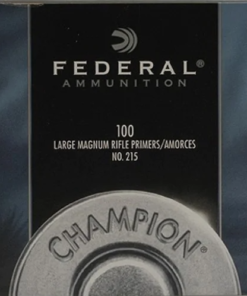 FEDERAL®
AMMUNITION
100
LARGE MAGNUM RIFLE PRIMERS/AMORCES
NO. 215
CHAMPION®